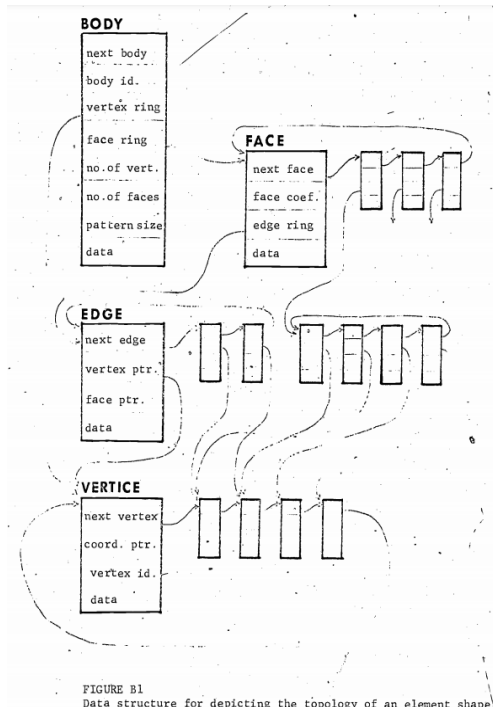 BODY
next body
body id.
vertex ring
face ring
no.of vert.
no.of faces
pattern size
data
FACE
next face
face coef.
edge ring
data
EDGE
next edge
vertex ptr.
face ptr.
data
VERTICE
next vertex
coord. ptr.
vertex id.
data
FIGURE B1
Data structure for depicting the topology of an element shape